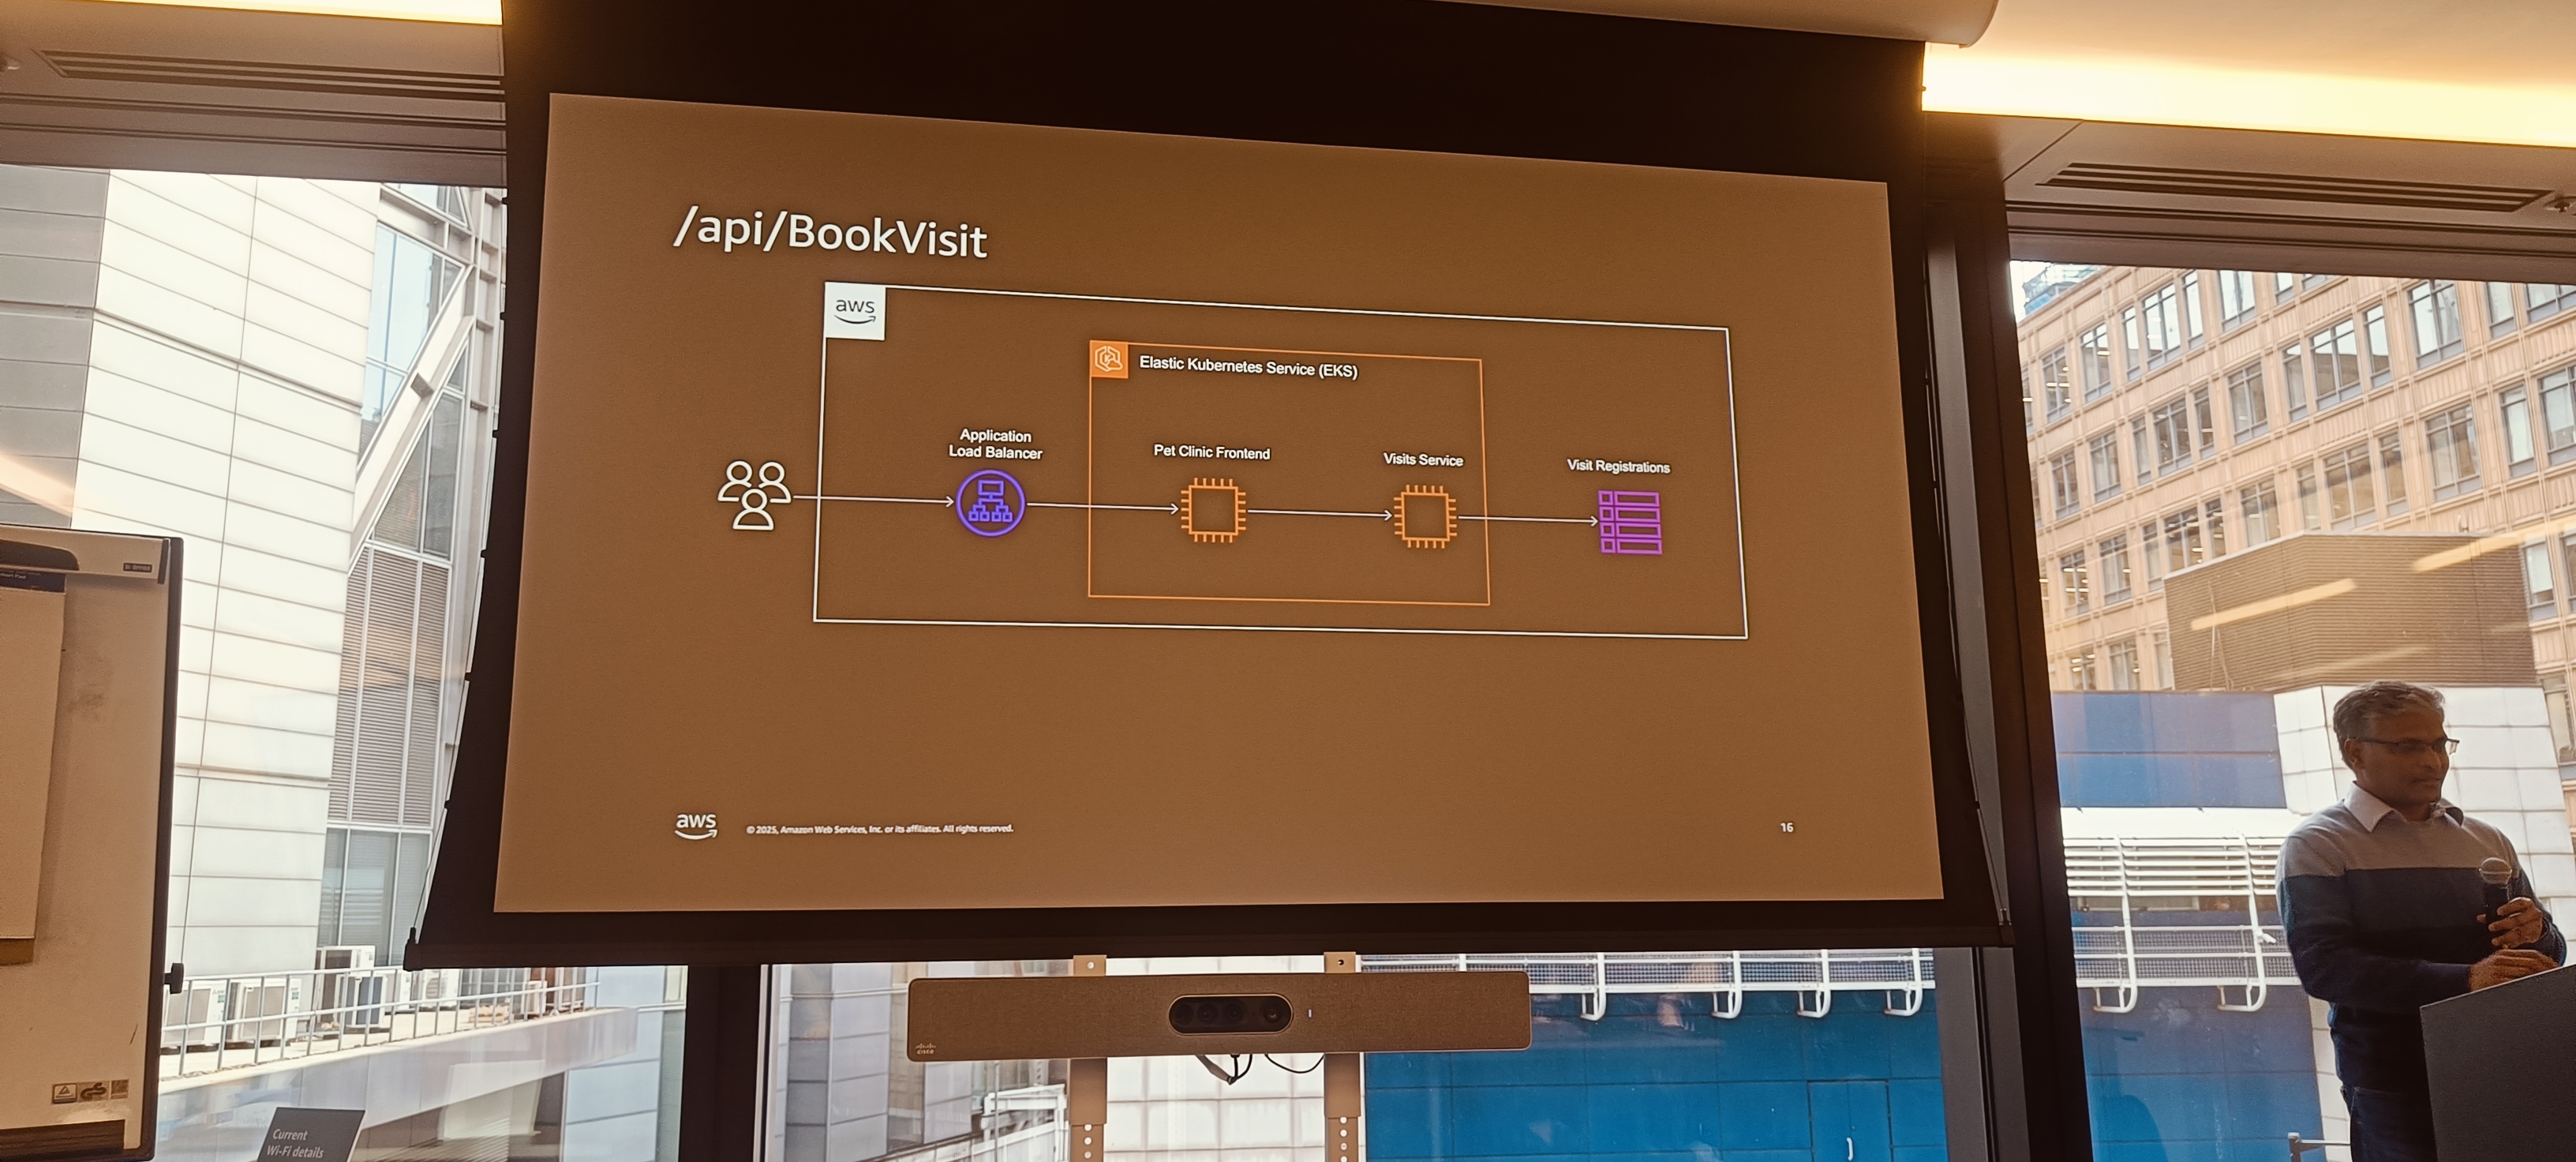 /api/BookVisit
aws
Elastic Kubernetes Service (EKS)
Application
Load Balancer
Pet Clinic Frontend
Visits Service
Visit Registrations
aws
© 2025, Amazon Web Services, Inc. or its affiliates. All rights reserved.
16
cisco
Current
Wi-Fi details